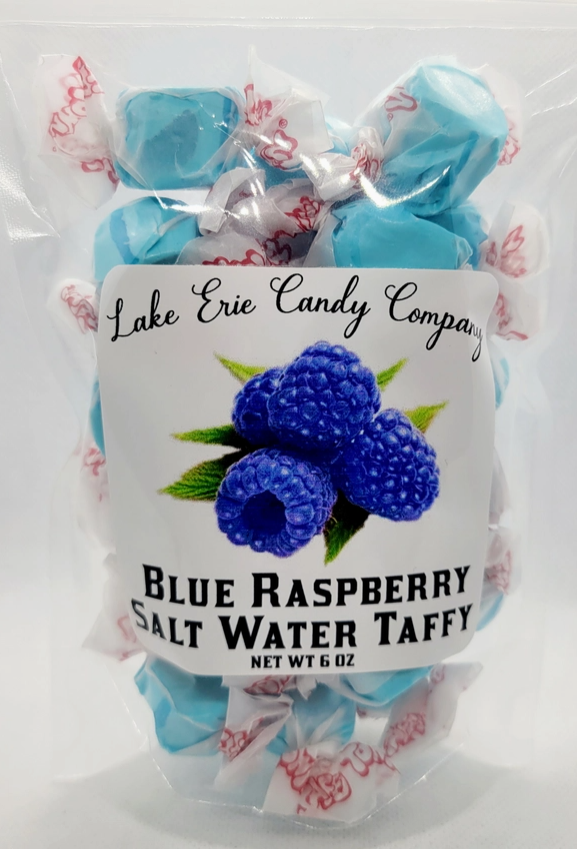 Lake Erie Candy Company
BLUE RASPBERRY
SALT WATER TAFFY
NET WT 6 OZ